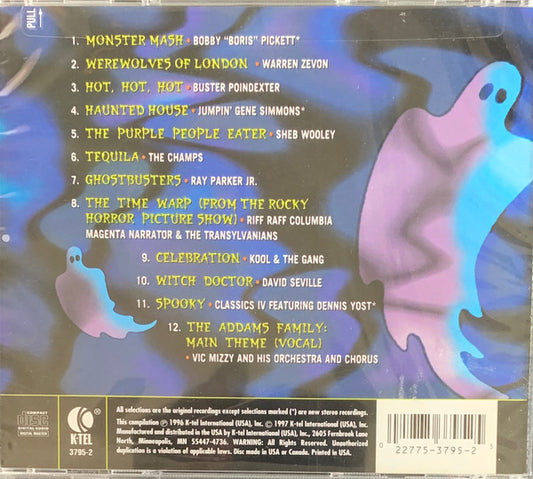 PULL
1. MONSTER MASH • BOBBY "BORIS" PICKETT*
2. WEREWOLVES OF LONDON • WARREN ZEVON
3. HOT, HOT, HOT • BUSTER POINDEXTER
4. HAUNTED HOUSE • JUMPIN' GENE SIMMONS*
5. THE PURPLE PEOPLE EATER • SHEB WOOLEY
6. TEQUILA • THE CHAMPS
7. GHOSTBUSTERS • RAY PARKER JR.
8. THE TIME WARP (FROM THE ROCKY
HORROR PICTURE SHOW) • RIFF RAFF COLUMBIA
MAGENTA NARRATOR & THE TRANSYLVANIANS
9. CELEBRATION • KOOL & THE GANG
10. WITCH DOCTOR • DAVID SEVILLE
11. SPOOKY • CLASSICS IV FEATURING DENNIS YOST*
12. THE ADDAMS FAMILY:
MAIN THEME (VOCAL)
• VIC MIZZY AND HIS ORCHESTRA AND CHORUS
COMPACT
disc
DIGITAL AUDIO
DIGITAL MASTER
K-TEL
3795-2
All selections are the original recordings except selections marked (*) are new stereo recordings.
This compilation ℗ 1996 K-tel International (USA), Inc. © 1997 K-tel International (USA), Inc.
Manufactured and distributed in the USA by K-tel International (USA), Inc., 2605 Fernbrook Lane
North, Minneapolis, MN 55447-4736. WARNING: All Rights Reserved. Unauthorized
duplication is a violation of applicable laws. Disc made in USA or Canada. Printed in USA.
0 22775-3795-2 5